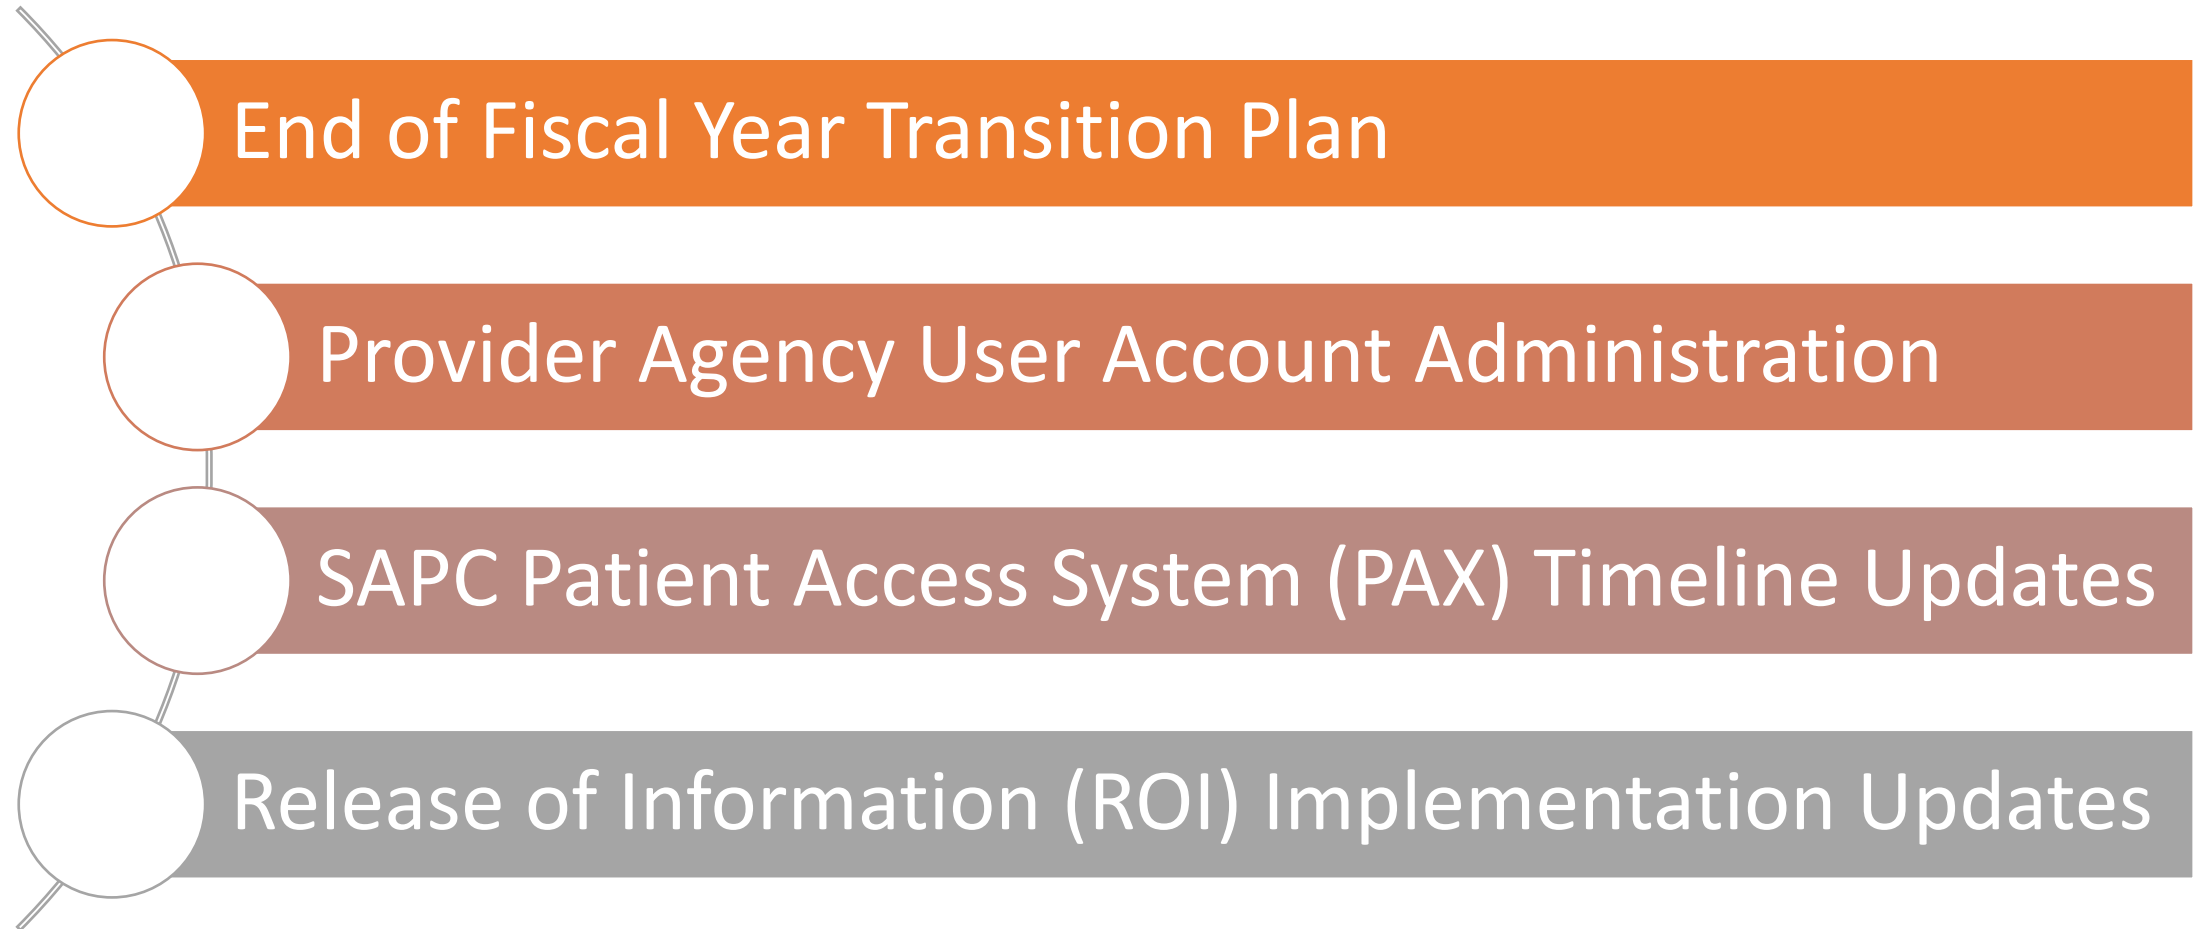 End of Fiscal Year Transition Plan
Provider Agency User Account Administration
SAPC Patient Access System (PAX) Timeline Updates
Release of Information (ROI) Implementation Updates